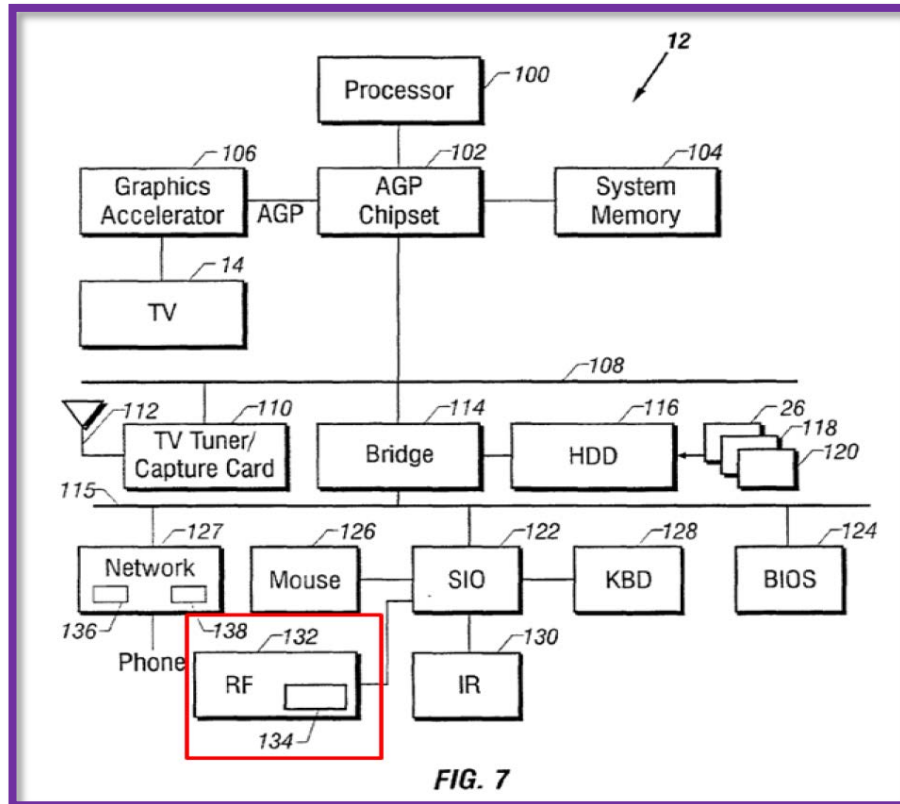 12
100
Processor
106
102
104
Graphics
Accelerator
AGP
AGP
Chipset
System
Memory
14
TV
108
112
110
114
116
26
118
120
TV Tuner/
Capture Card
Bridge
HDD
115
127
126
122
128
124
Network
Mouse
SIO
KBD
BIOS
136
138
132
130
Phone
RF
IR
134
FIG. 7